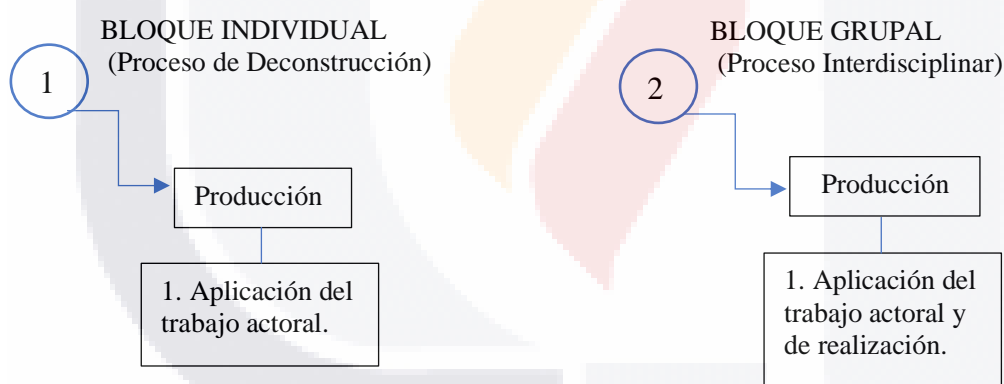 BLOQUE INDIVIDUAL
(Proceso de Deconstrucción)
1
Producción
1. Aplicación del
trabajo actoral.
BLOQUE GRUPAL
(Proceso Interdisciplinar)
2
Producción
1. Aplicación del
trabajo actoral y
de realización.